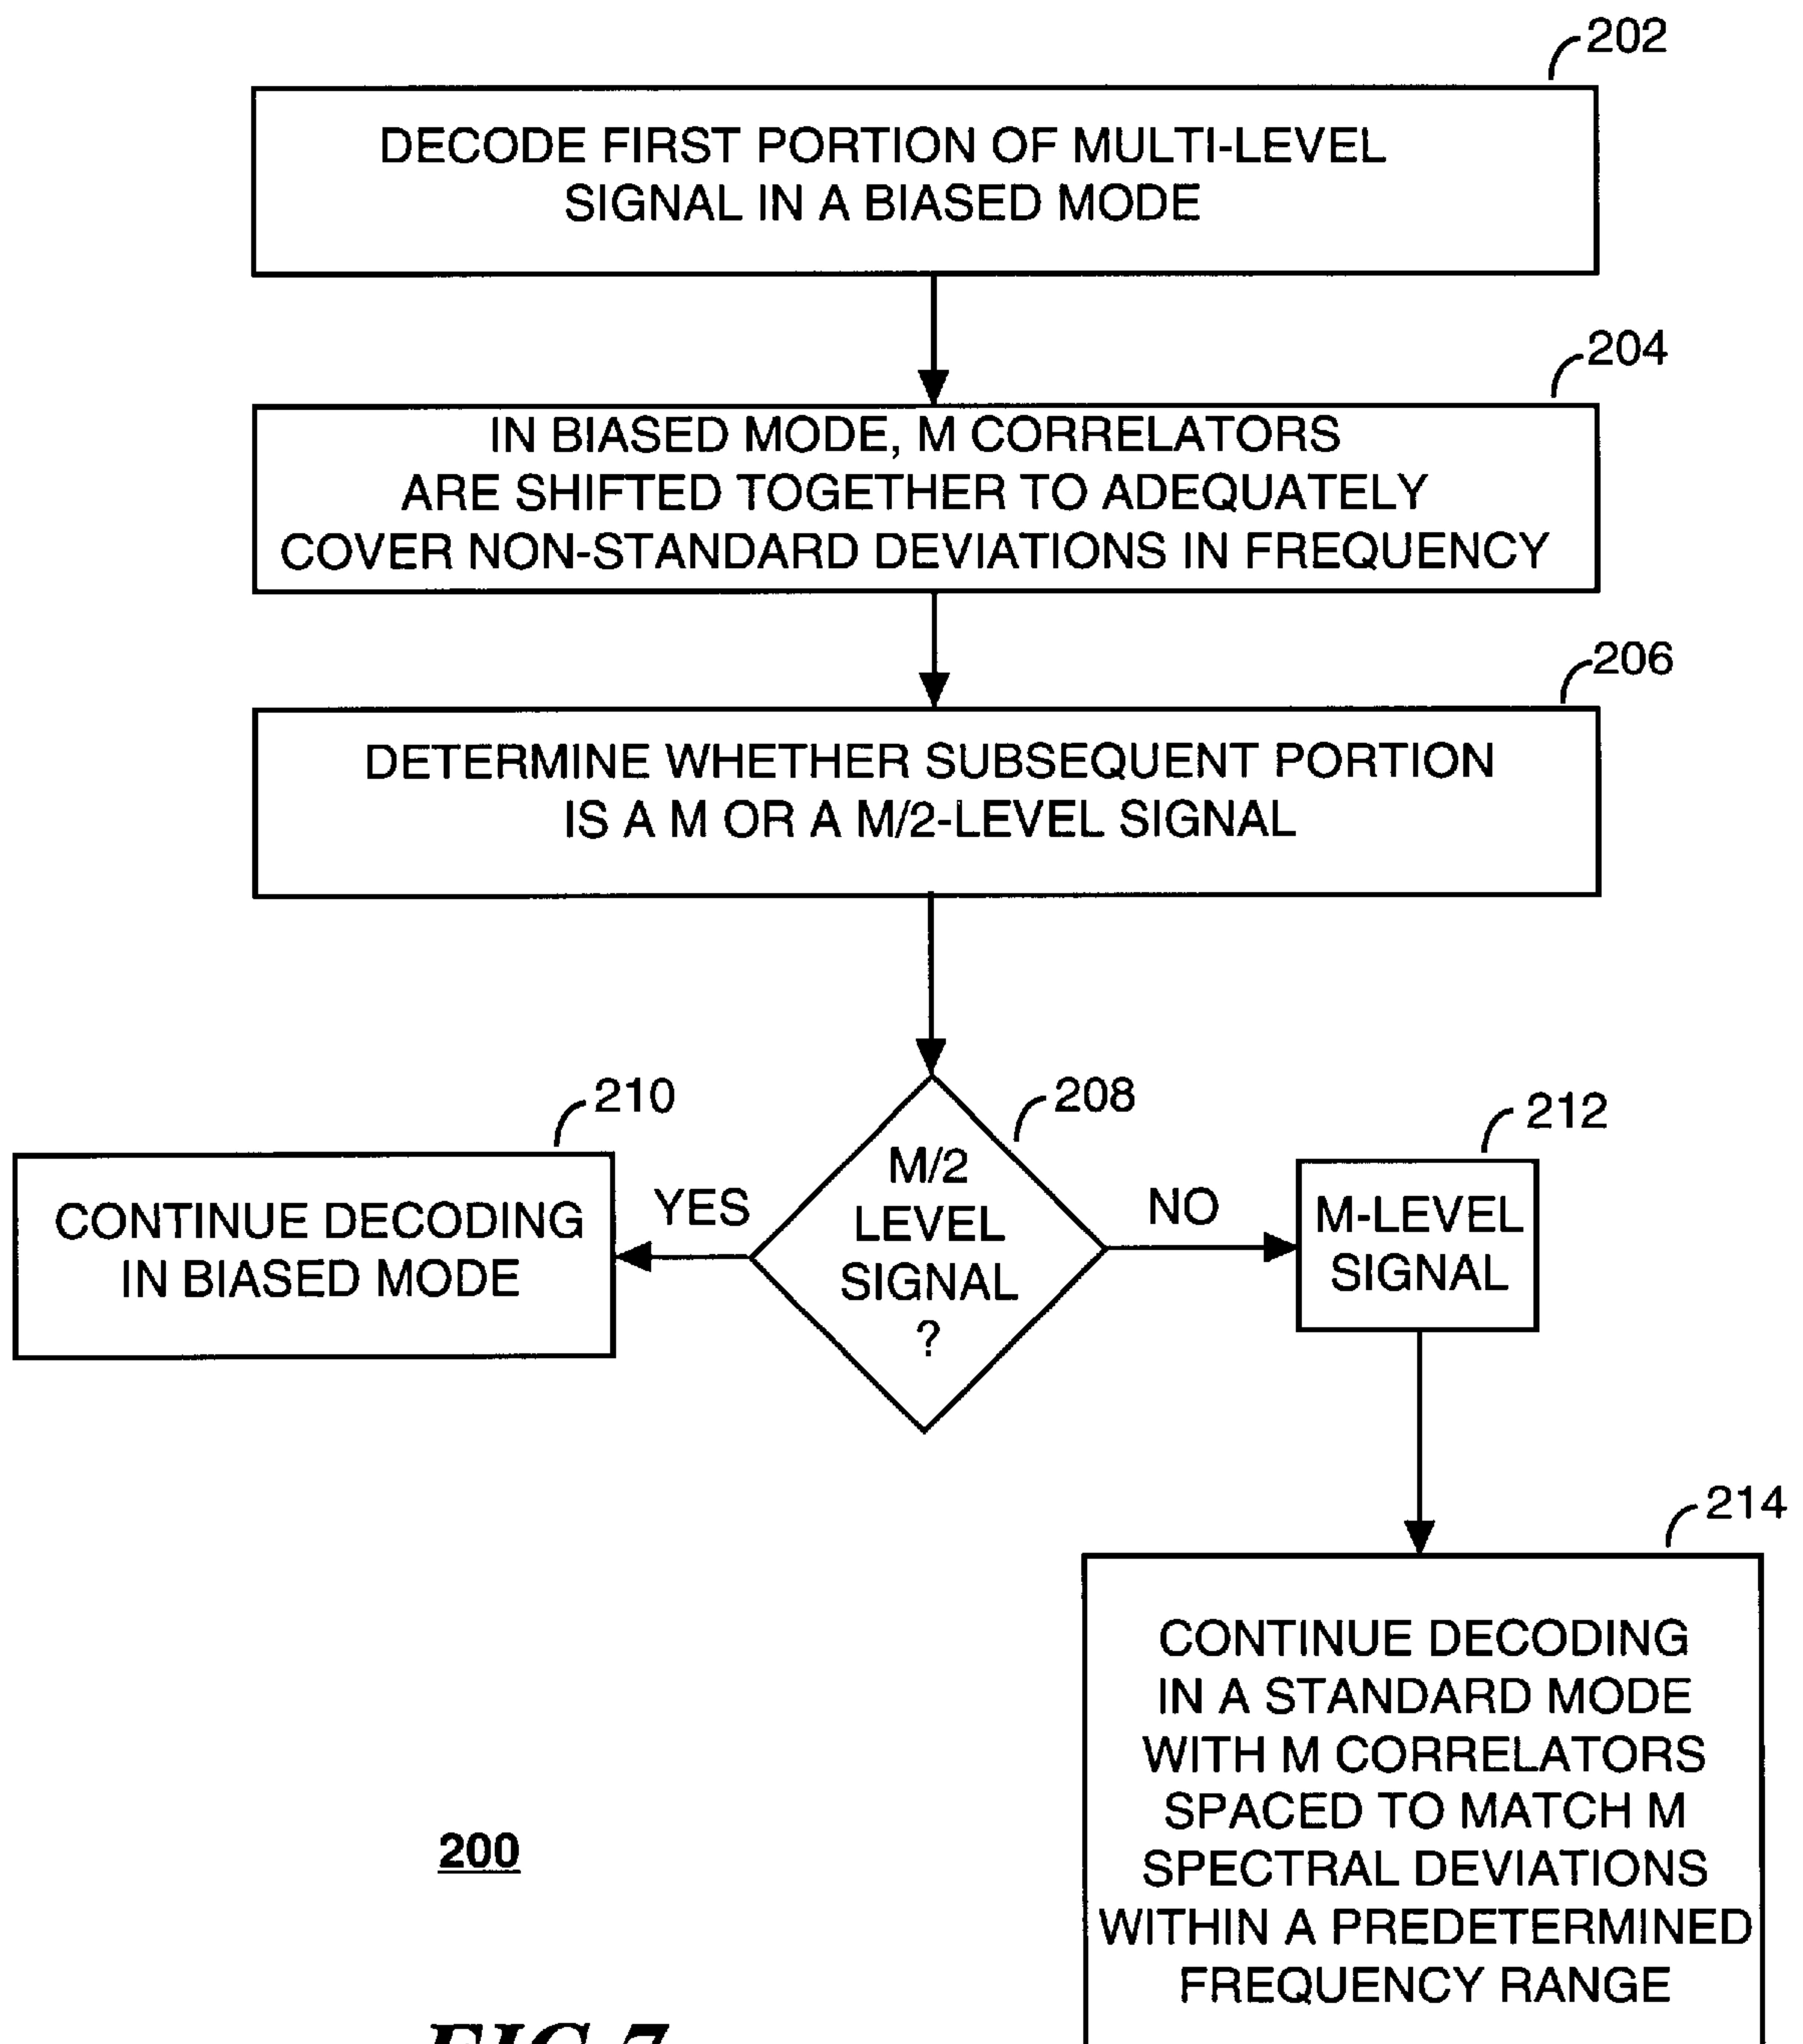 202
DECODE FIRST PORTION OF MULTI-LEVEL
SIGNAL IN A BIASED MODE
204
IN BIASED MODE, M CORRELATORS
ARE SHIFTED TOGETHER TO ADEQUATELY
COVER NON-STANDARD DEVIATIONS IN FREQUENCY
206
DETERMINE WHETHER SUBSEQUENT PORTION
IS A M OR A M/2-LEVEL SIGNAL
208
M/2
LEVEL
SIGNAL
?
YES
210
CONTINUE DECODING
IN BIASED MODE
NO
212
M-LEVEL
SIGNAL
214
CONTINUE DECODING
IN A STANDARD MODE
WITH M CORRELATORS
SPACED TO MATCH M
SPECTRAL DEVIATIONS
WITHIN A PREDETERMINED
FREQUENCY RANGE
200
FIG.7